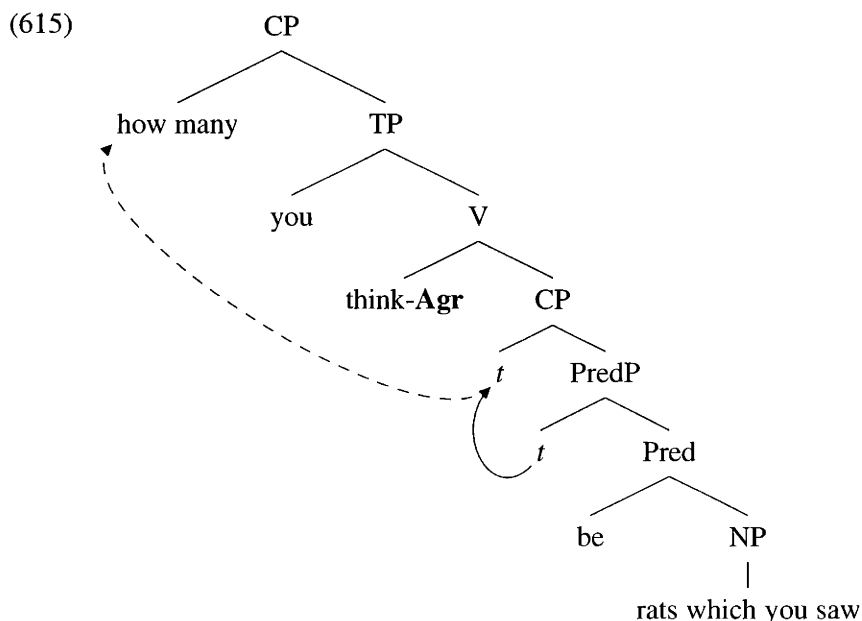 (615) CP
how many TP
you V
think-Agr CP
t PredP
t Pred
be NP
rats which you saw